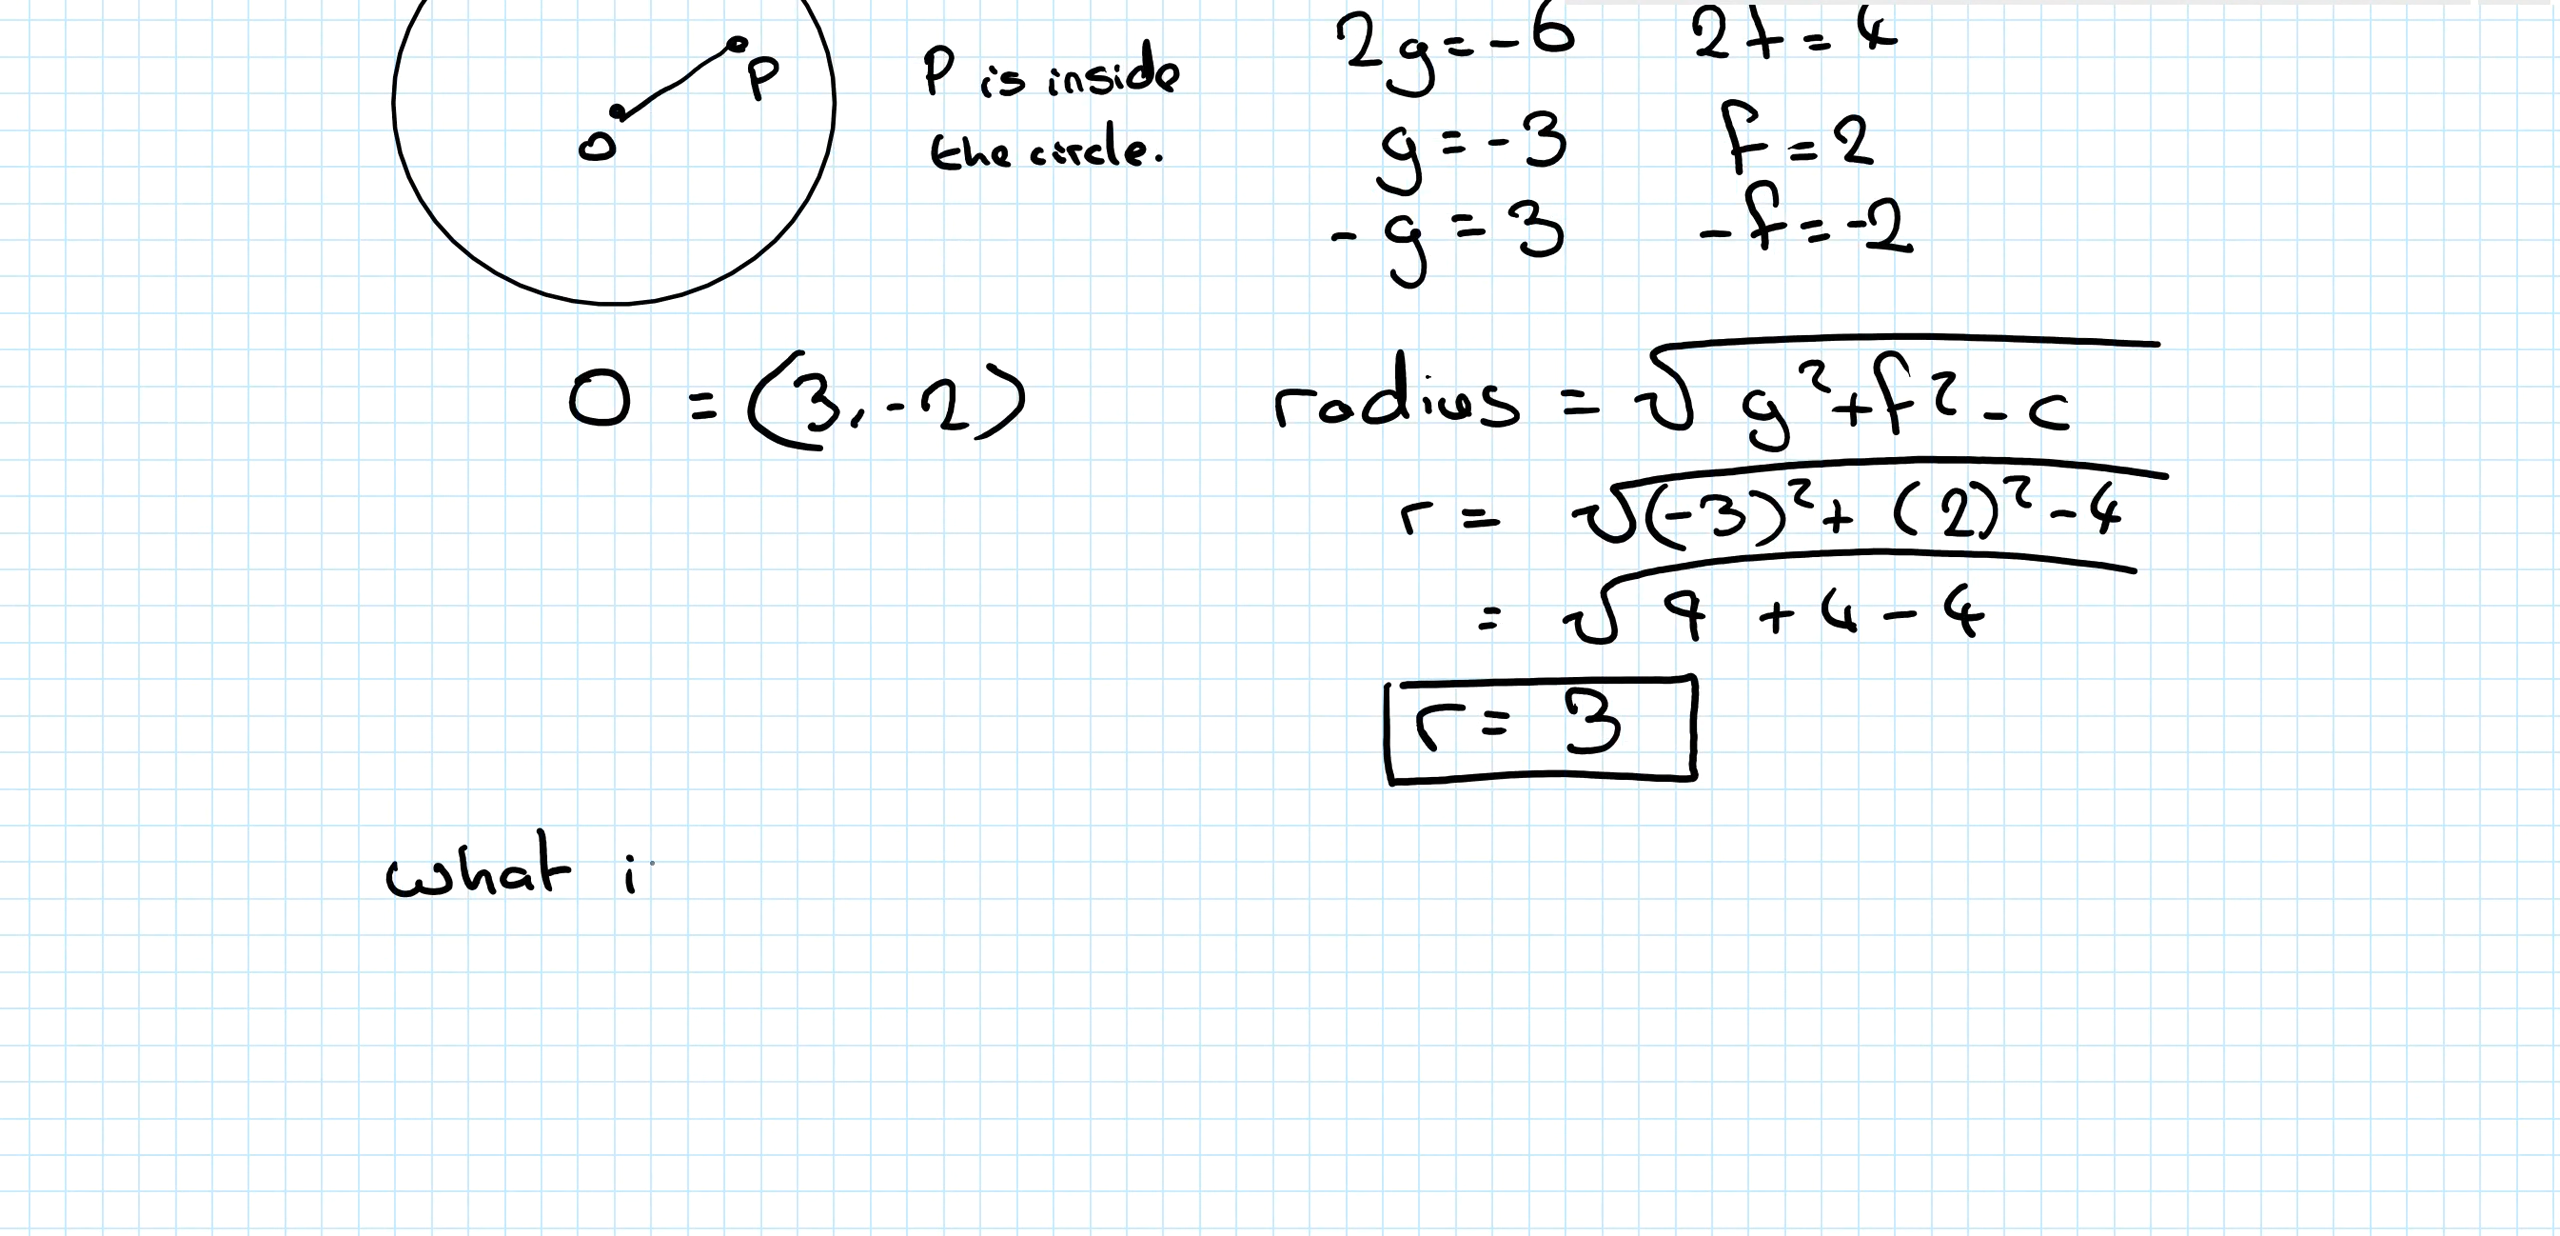 P
O
P is inside
the circle.
2g = -6 2f = 4
g = -3 f = 2
-g = 3 -f = -2
O = (3, -2)
radius = √g²+f²-c
r = √(-3)²+(2)²-4
= √9+4-4
r = 3
what i